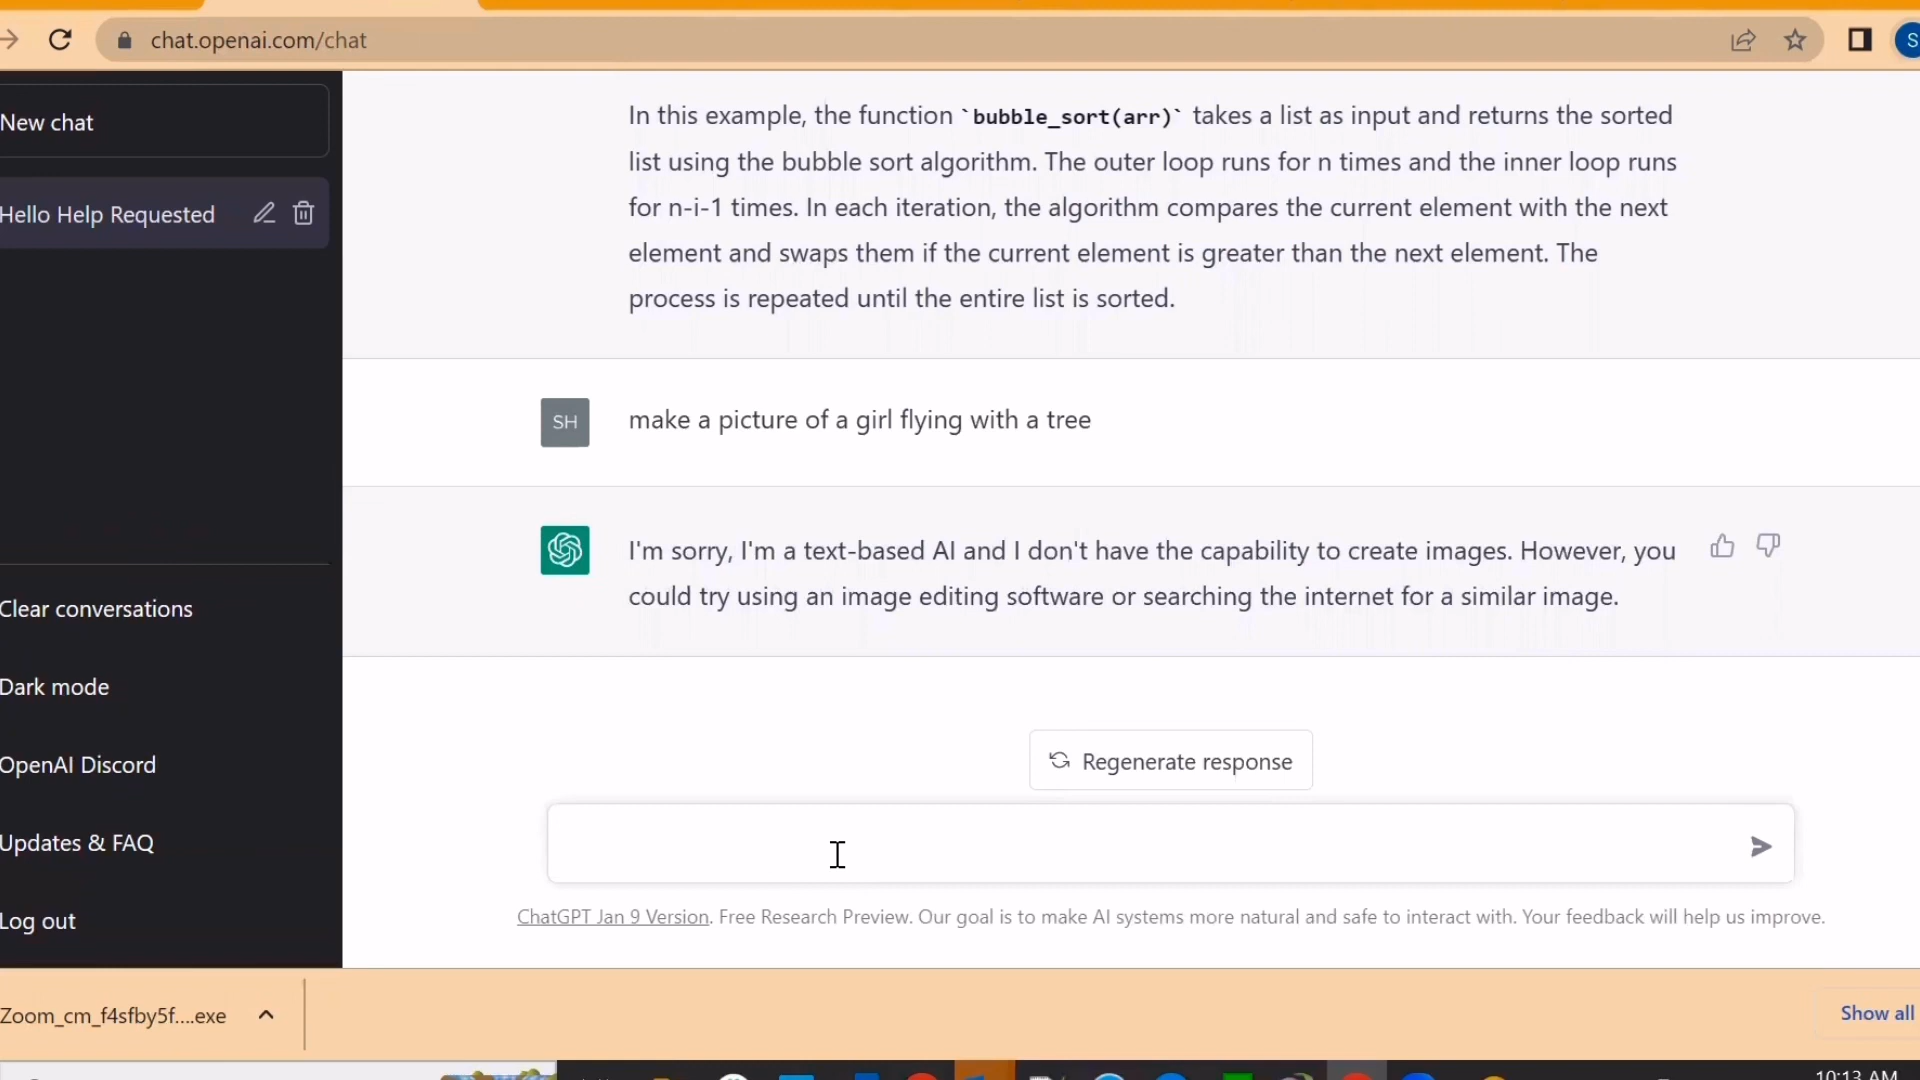 chat.openai.com/chat
S
New chat
Hello Help Requested
In this example, the function `bubble_sort(arr)` takes a list as input and returns the sorted
list using the bubble sort algorithm. The outer loop runs for n times and the inner loop runs
for n-i-1 times. In each iteration, the algorithm compares the current element with the next
element and swaps them if the current element is greater than the next element. The
process is repeated until the entire list is sorted.
SH
make a picture of a girl flying with a tree
I'm sorry, I'm a text-based AI and I don't have the capability to create images. However, you
could try using an image editing software or searching the internet for a similar image.
Clear conversations
Dark mode
OpenAI Discord
Updates & FAQ
Log out
Regenerate response
ChatGPT Jan 9 Version. Free Research Preview. Our goal is to make AI systems more natural and safe to interact with. Your feedback will help us improve.
Zoom_cm_f4sfby5f....exe
Show all
10:13 AM